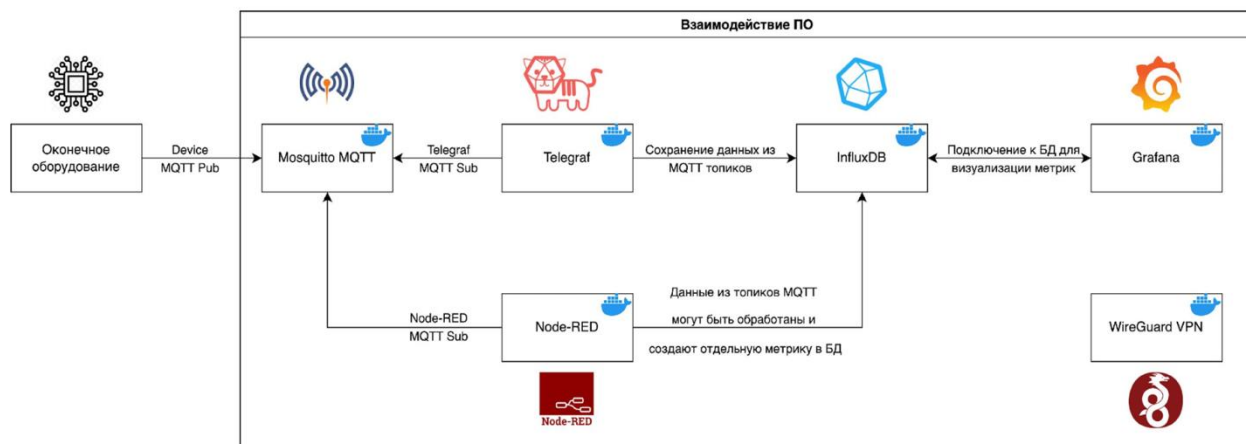 Взаимодействие ПО
Оконечное
оборудование
Device
MQTT Pub
Mosquitto MQTT
Telegraf
MQTT Sub
Telegraf
Сохранение данных из
MQTT топиков
InfluxDB
Подключение к БД для
визуализации метрик
Grafana
Node-RED
MQTT Sub
Node-RED
Данные из топиков MQTT
могут быть обработаны и
создают отдельную метрику в БД
WireGuard VPN
Node-RED